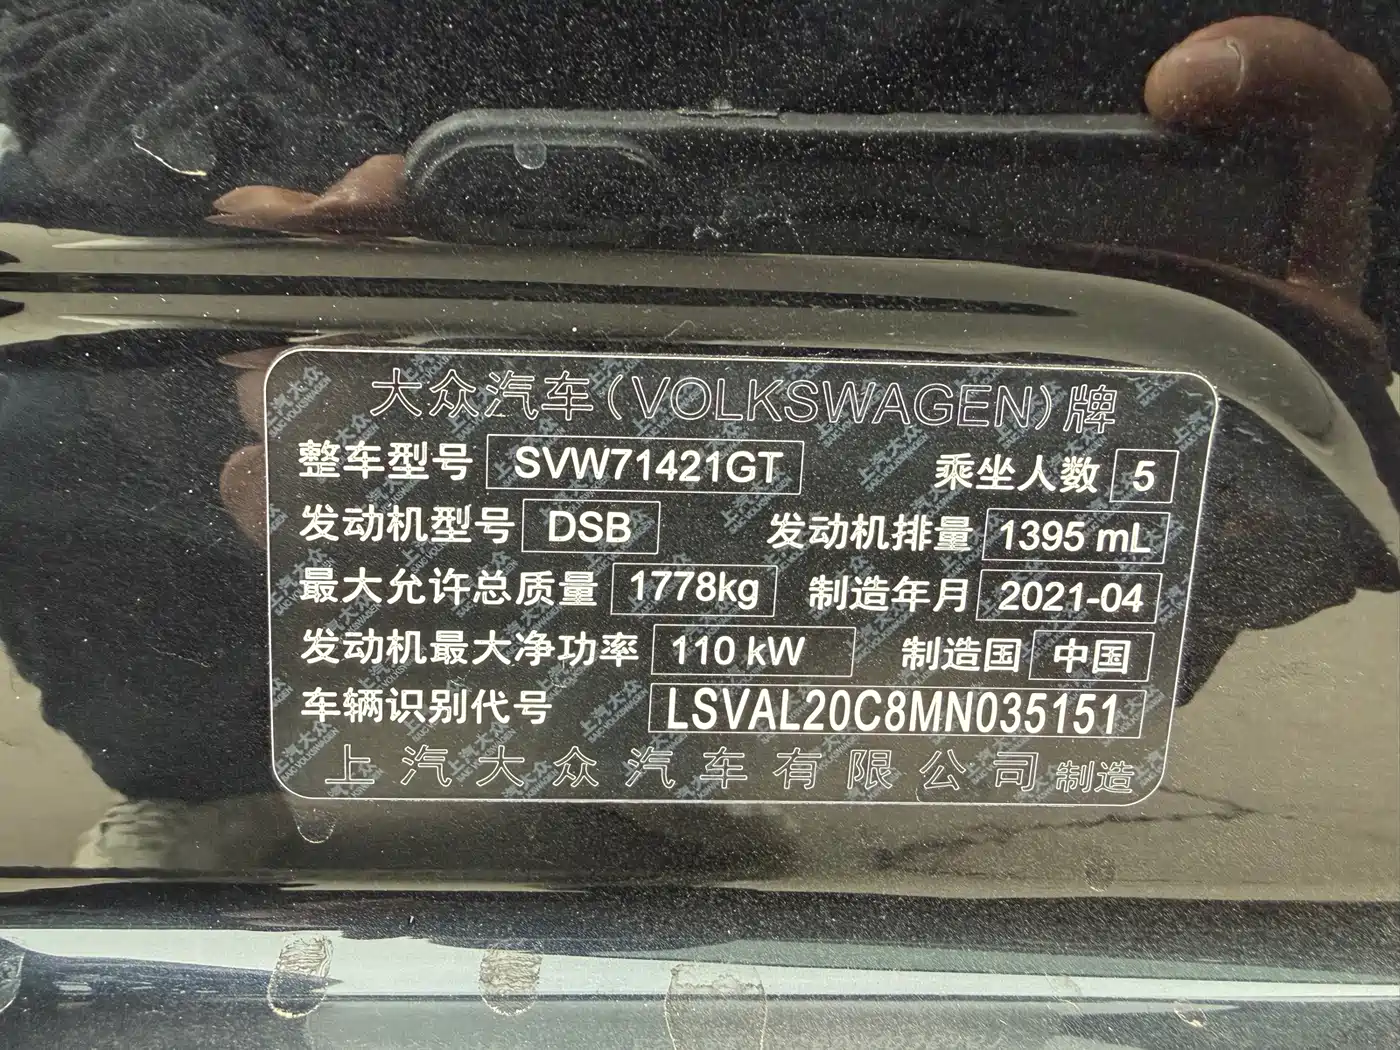 大众汽车(VOLKSWAGEN)牌
整车型号 SVW71421GT 乘坐人数 5
发动机型号 DSB 发动机排量 1395 mL
最大允许总质量 1778kg 制造年月 2021-04
发动机最大净功率 110 kW 制造国 中国
车辆识别代号 LSVAL20C8MN035151
上汽大众汽车有限公司 制造